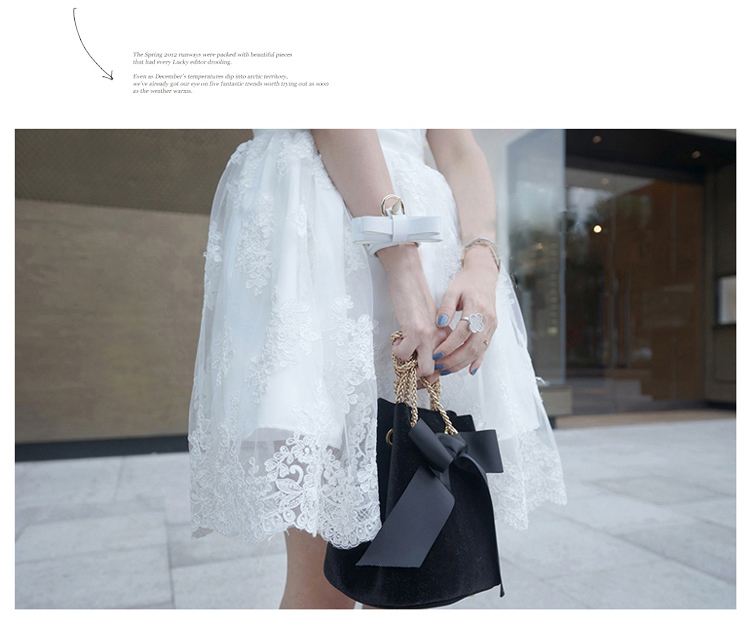 The Spring 2012 runways were packed with beautiful pieces
that had every Lucky editor drooling.
Even as December's temperatures dip into arctic territory,
we've already got our eye on five fantastic trends worth trying out as soon
as the weather warms.